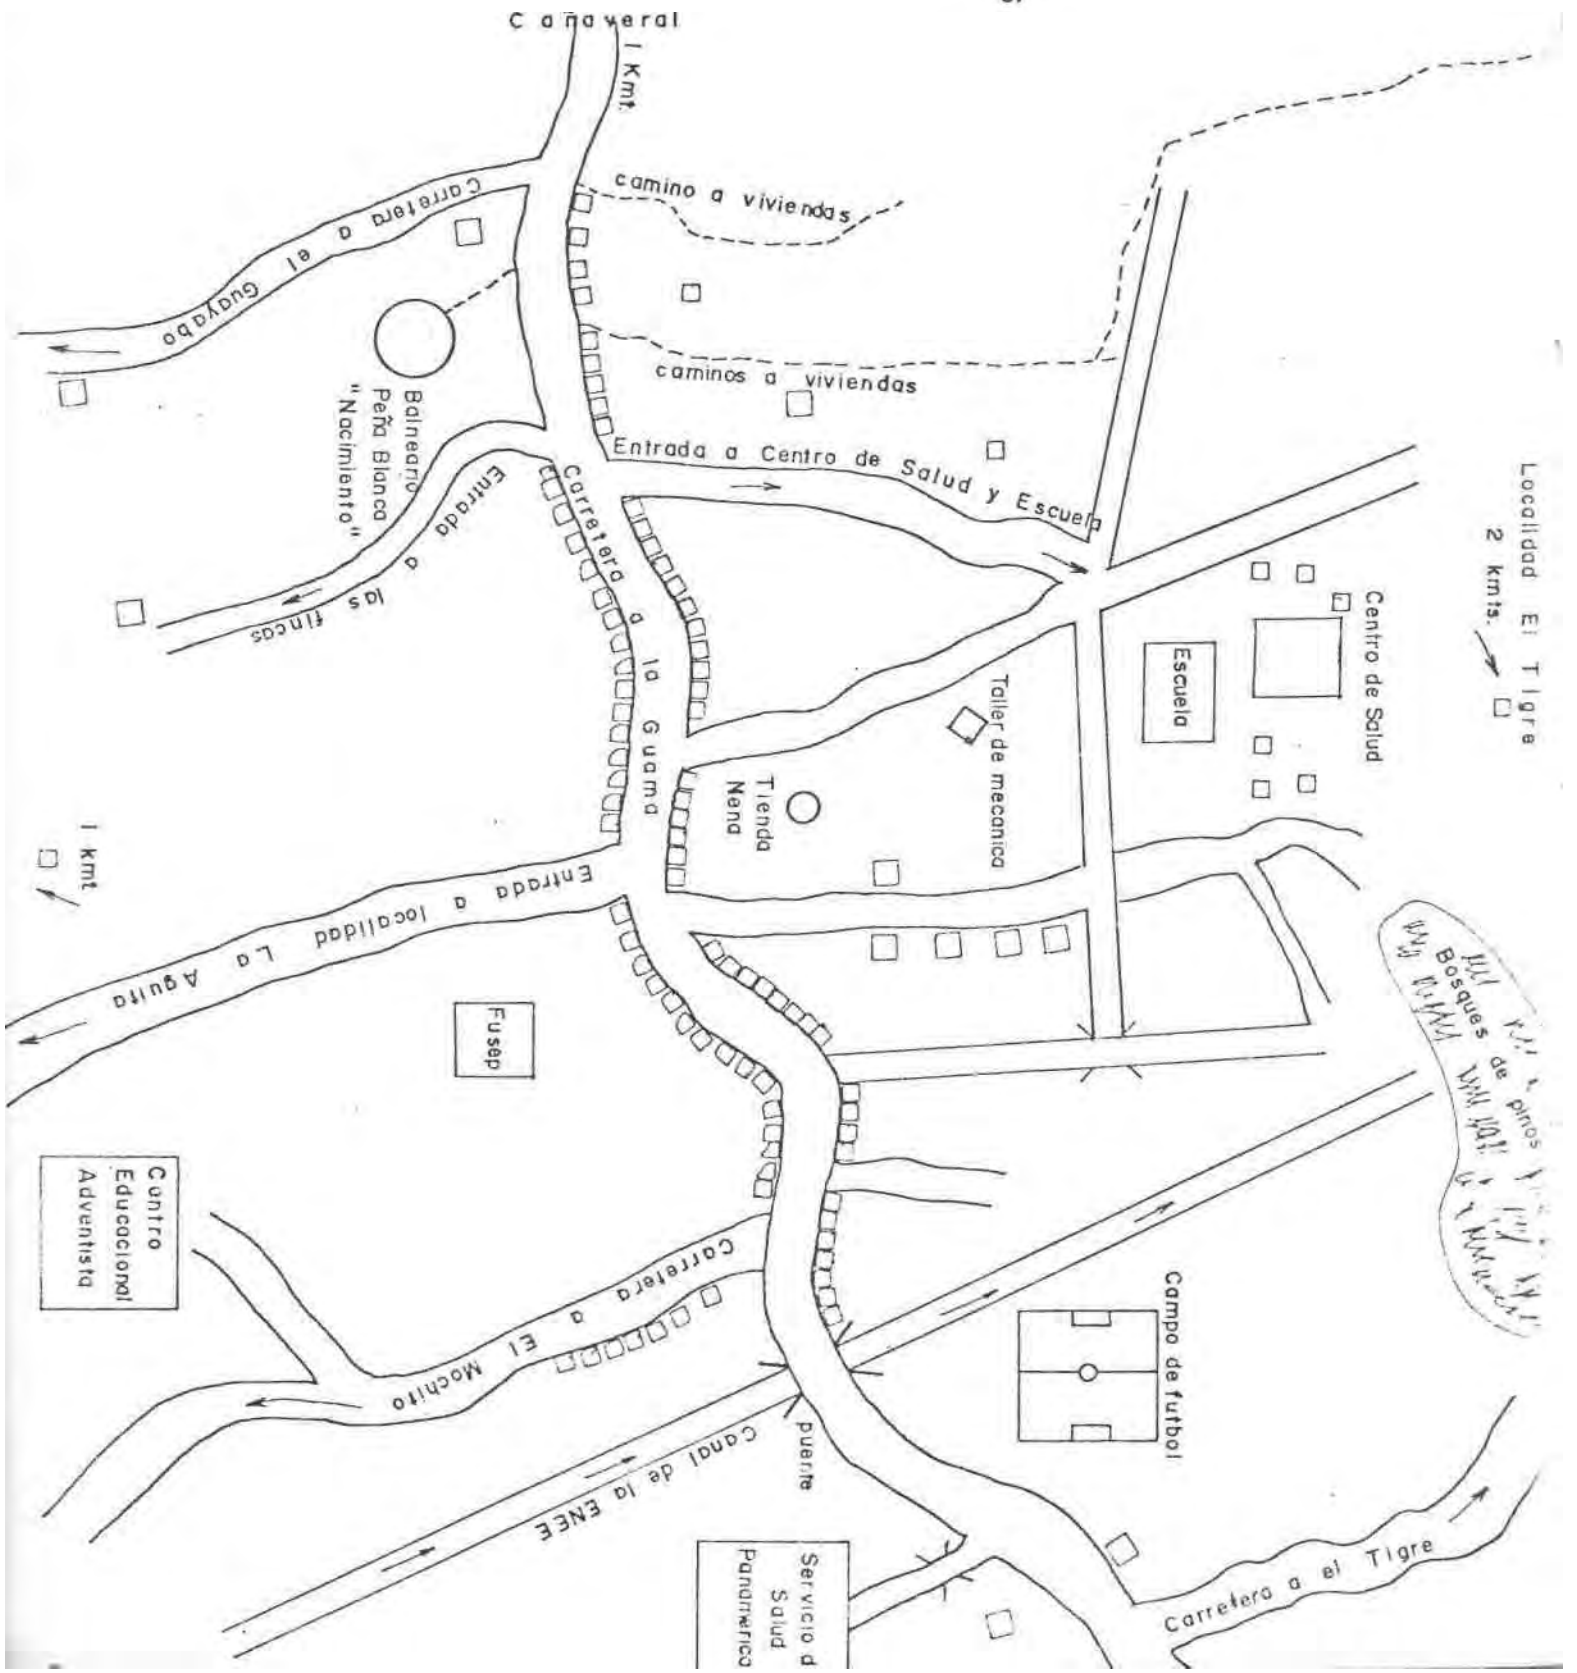 Cañaveral
1 Kmt.
camino a viviendas
Carretera a el Guayabo
caminos a viviendas
Balneario
Peña Blanca
"Nacimiento"
Entrada a las fincas
Entrada a Centro de Salud y Escuela
Carretera a la Guama
Localidad El Tigre
2 kmts.
Centro de Salud
Escuela
Taller de mecanica
Tienda
Nena
1 kmt
Entrada a localidad La Aguita
Fusep
Bosques de pinos
Contro
Educacional
Adventista
Carretera a El Mochito
Campo de futbol
puente
Canal de la ENEE
Carretera a el Tigre
Servicio d
Salud
Panamerica